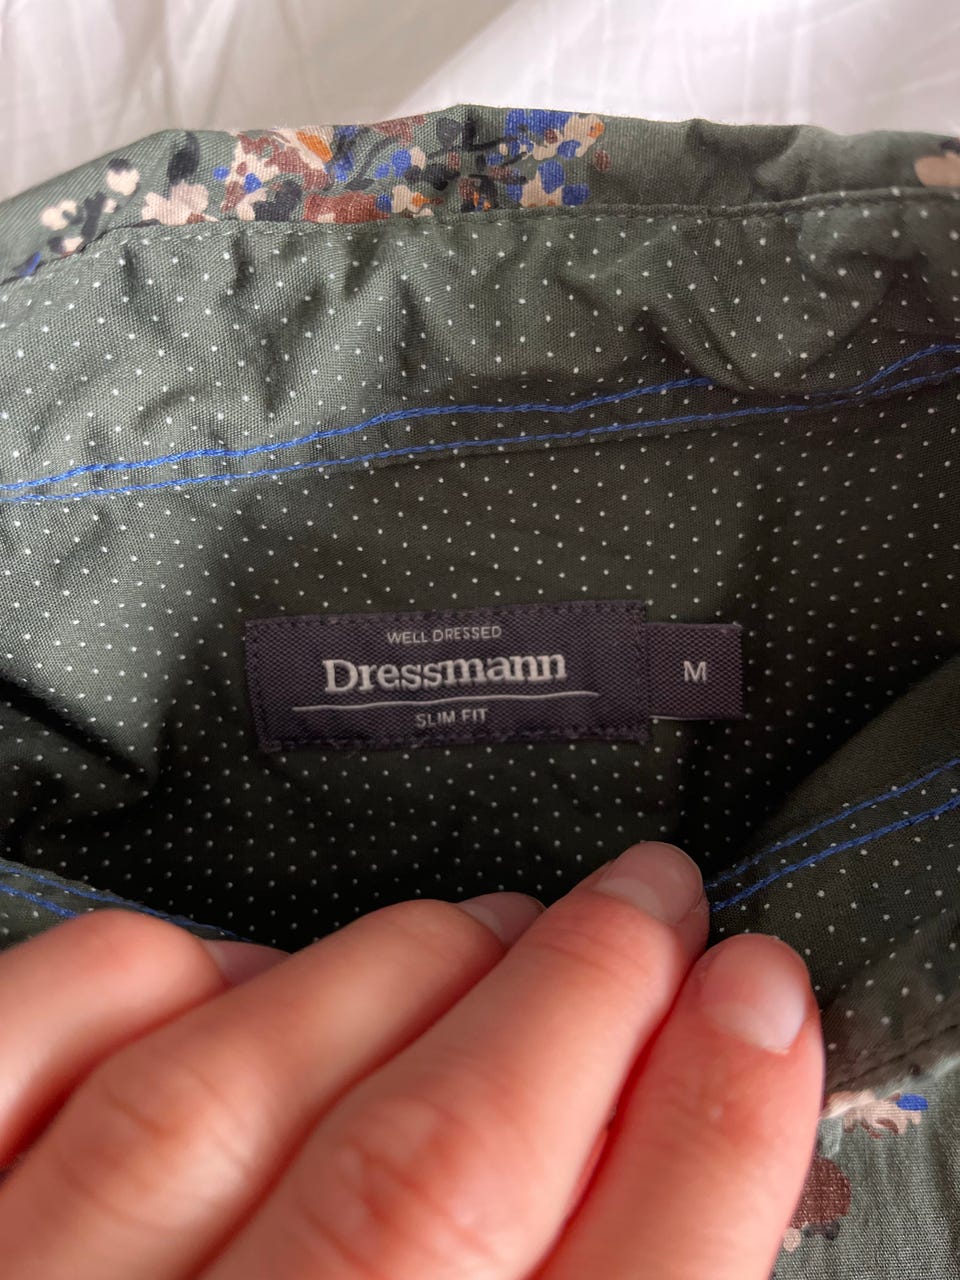 WELL DRESSED
Dressmann
SLIM FIT
M